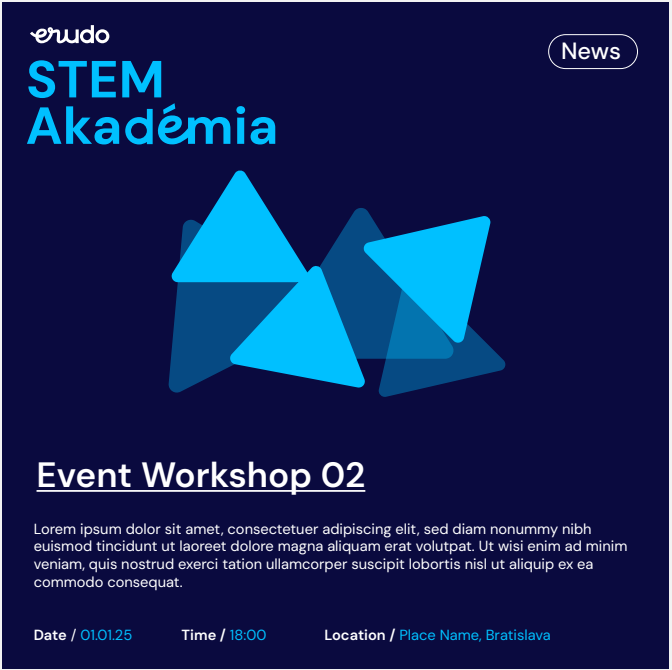 erudo
STEM
Akadémia
News
Event Workshop 02
Lorem ipsum dolor sit amet, consectetuer adipiscing elit, sed diam nonummy nibh
euismod tincidunt ut laoreet dolore magna aliquam erat volutpat. Ut wisi enim ad minim
veniam, quis nostrud exerci tation ullamcorper suscipit lobortis nisl ut aliquip ex ea
commodo consequat.
Date / 01.01.25 Time / 18:00 Location / Place Name, Bratislava